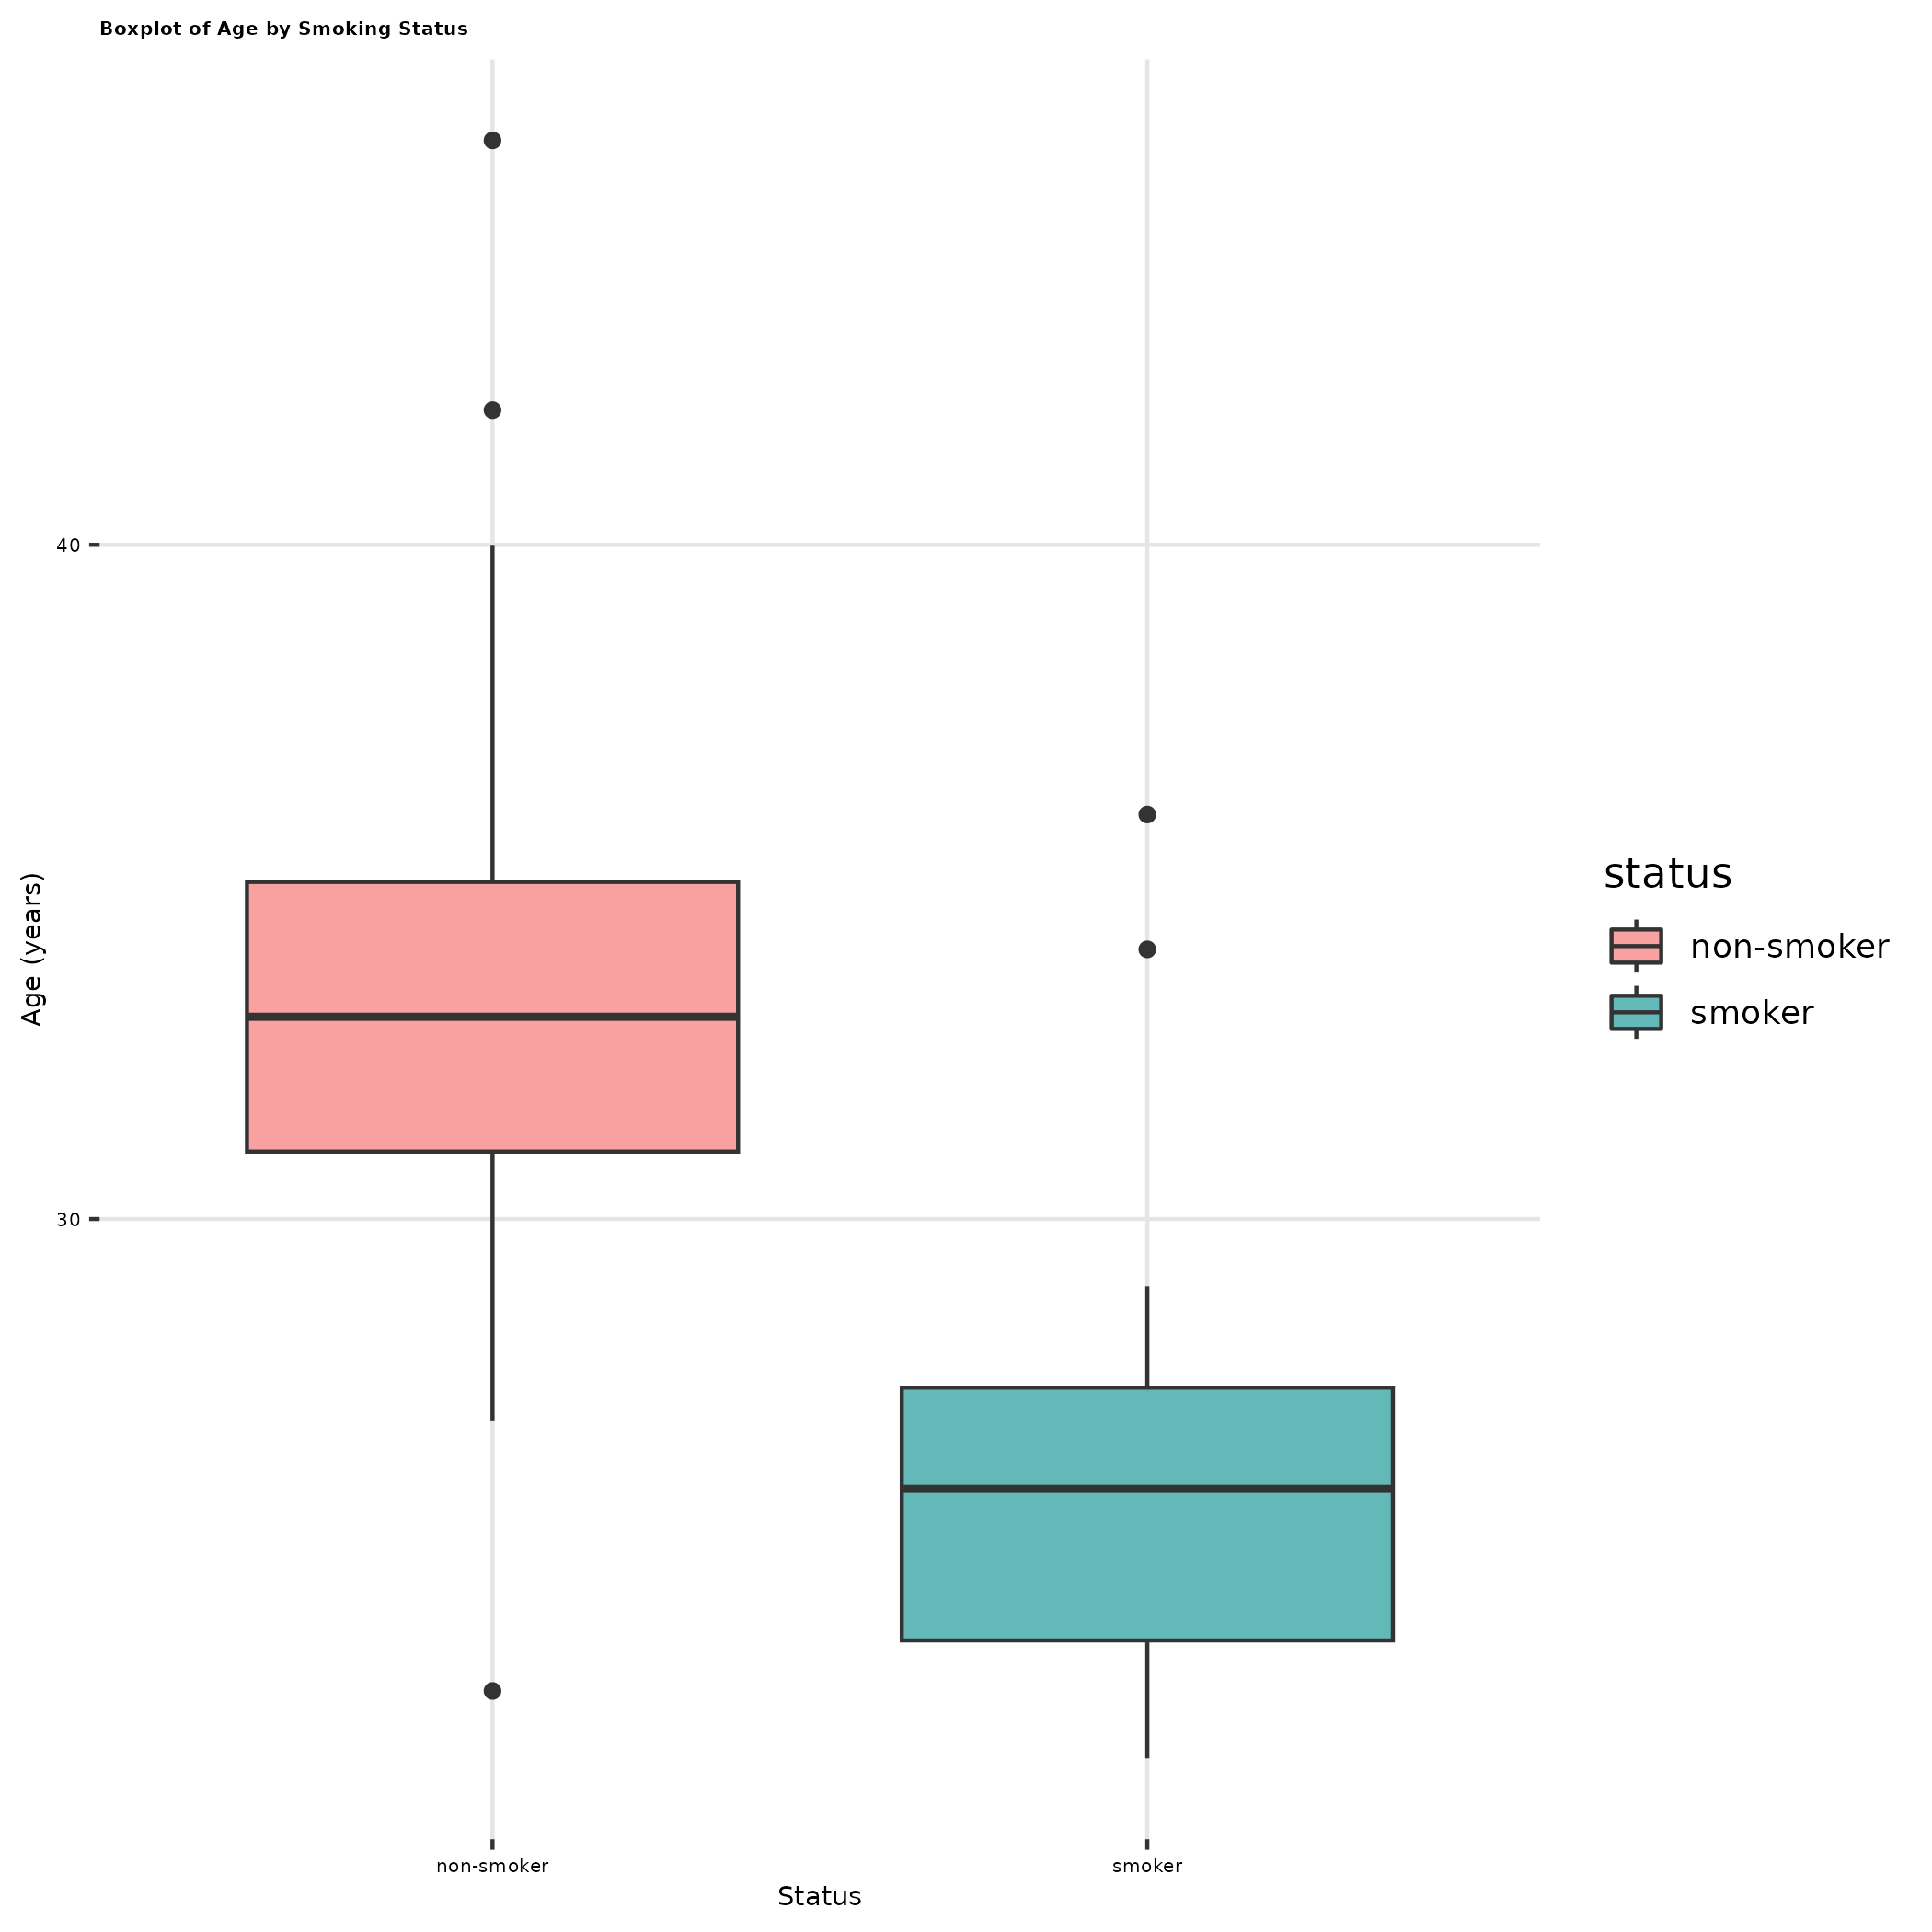 Boxplot of Age by Smoking Status
40
30
Age (years)
non-smoker
smoker
Status
status
non-smoker
smoker